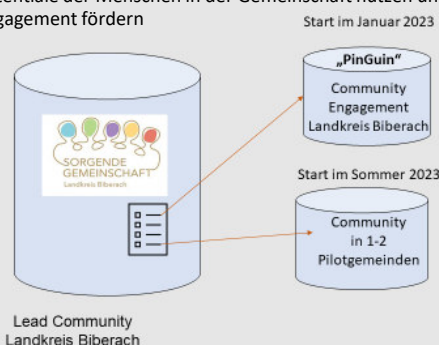 gagement fördern
Start im Januar 2023
„PinGuin“
Community
Engagement
Landkreis Biberach
SORGENDE
GEMEINSCHAFT
Landkreis Biberach
Start im Sommer 2023
Community
in 1-2
Pilotgemeinden
Lead Community
Landkreis Biberach